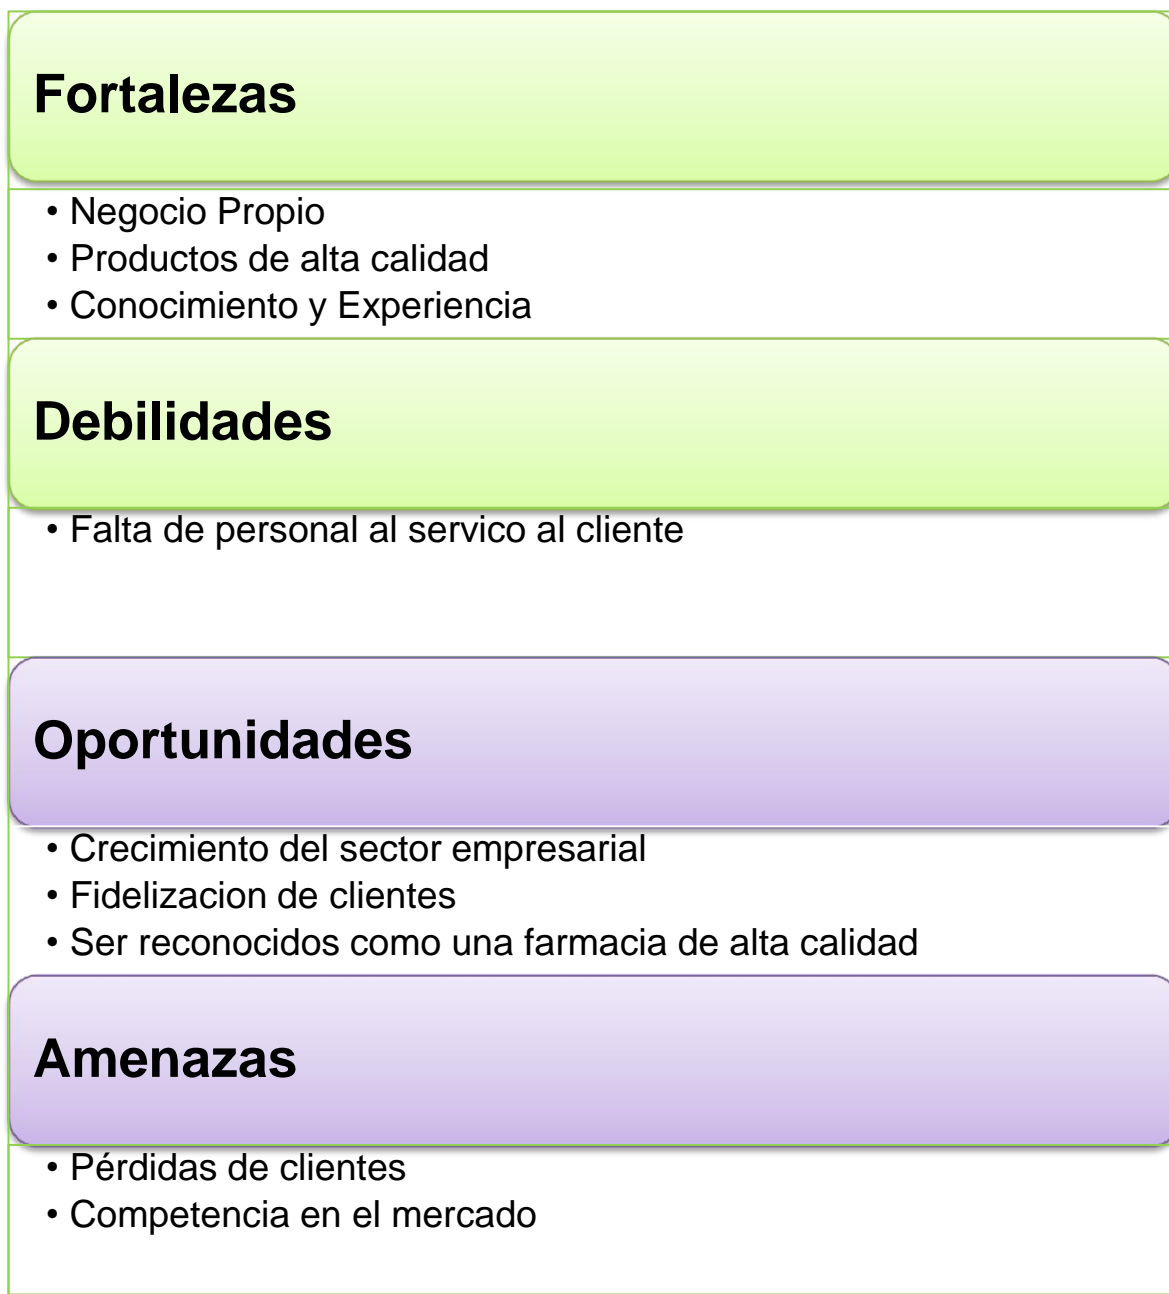 Fortalezas
• Negocio Propio
• Productos de alta calidad
• Conocimiento y Experiencia
Debilidades
• Falta de personal al servico al cliente
Oportunidades
• Crecimiento del sector empresarial
• Fidelizacion de clientes
• Ser reconocidos como una farmacia de alta calidad
Amenazas
• Pérdidas de clientes
• Competencia en el mercado